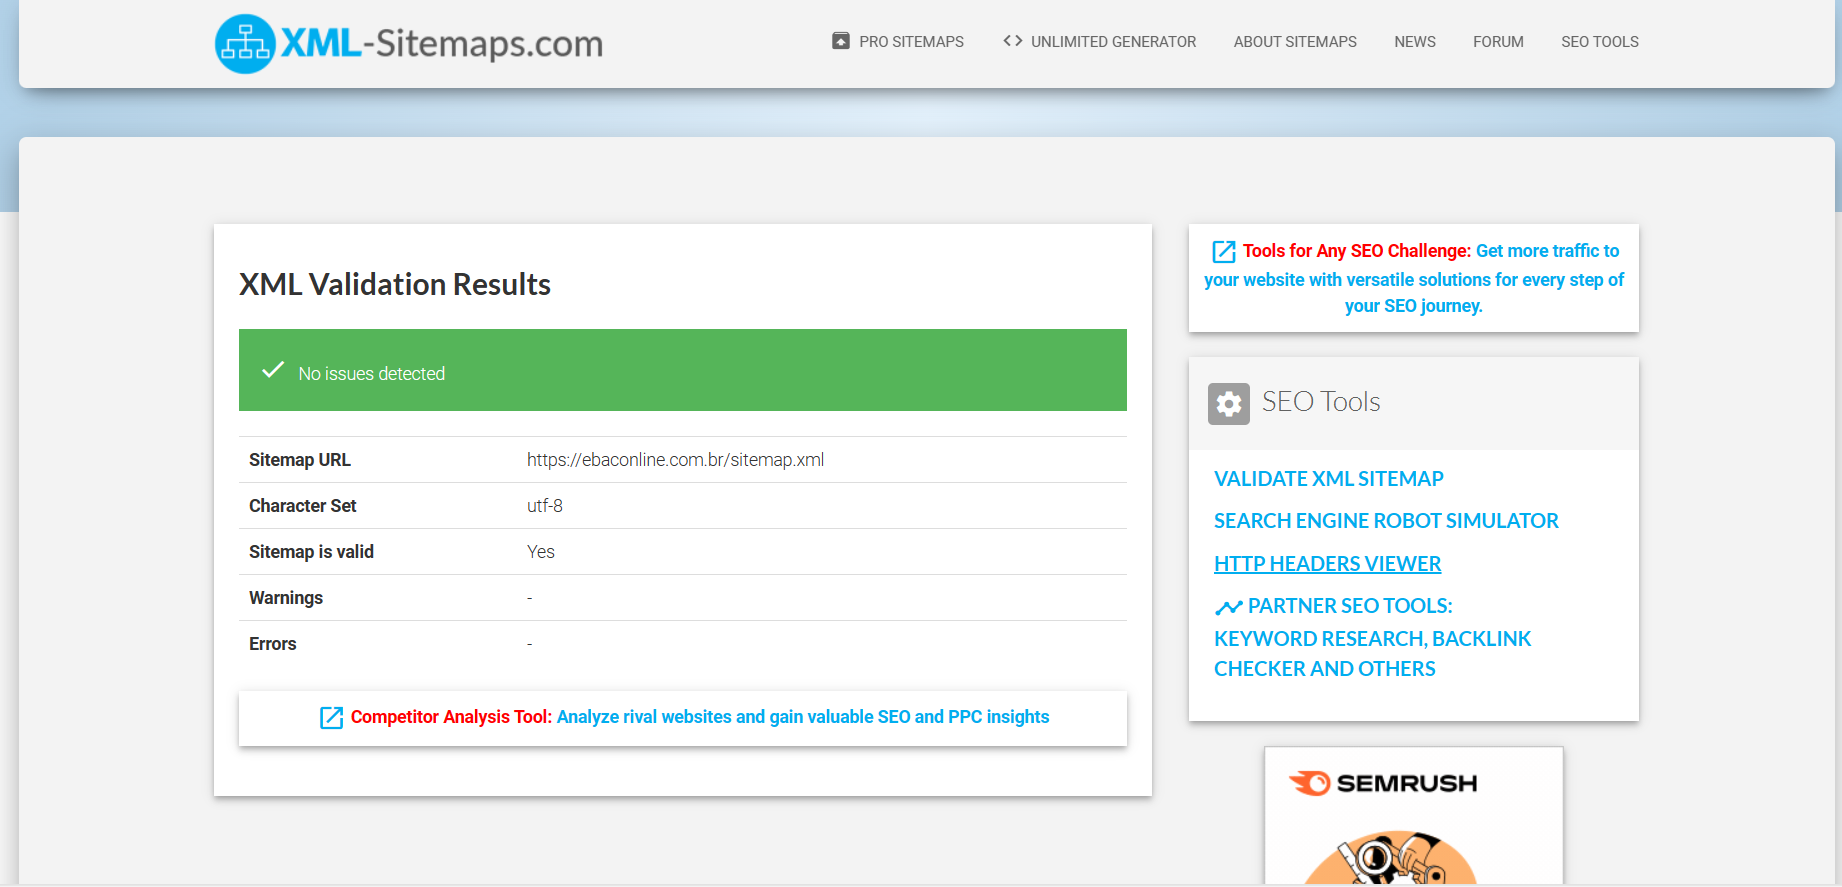 XML-Sitemaps.com
PRO SITEMAPS
UNLIMITED GENERATOR
ABOUT SITEMAPS
NEWS
FORUM
SEO TOOLS
XML Validation Results
No issues detected
Sitemap URL https://ebaconline.com.br/sitemap.xml
Character Set utf-8
Sitemap is valid Yes
Warnings -
Errors -
Competitor Analysis Tool: Analyze rival websites and gain valuable SEO and PPC insights
Tools for Any SEO Challenge: Get more traffic to
your website with versatile solutions for every step of
your SEO journey.
SEO Tools
VALIDATE XML SITEMAP
SEARCH ENGINE ROBOT SIMULATOR
HTTP HEADERS VIEWER
PARTNER SEO TOOLS:
KEYWORD RESEARCH, BACKLINK
CHECKER AND OTHERS
SEMRUSH